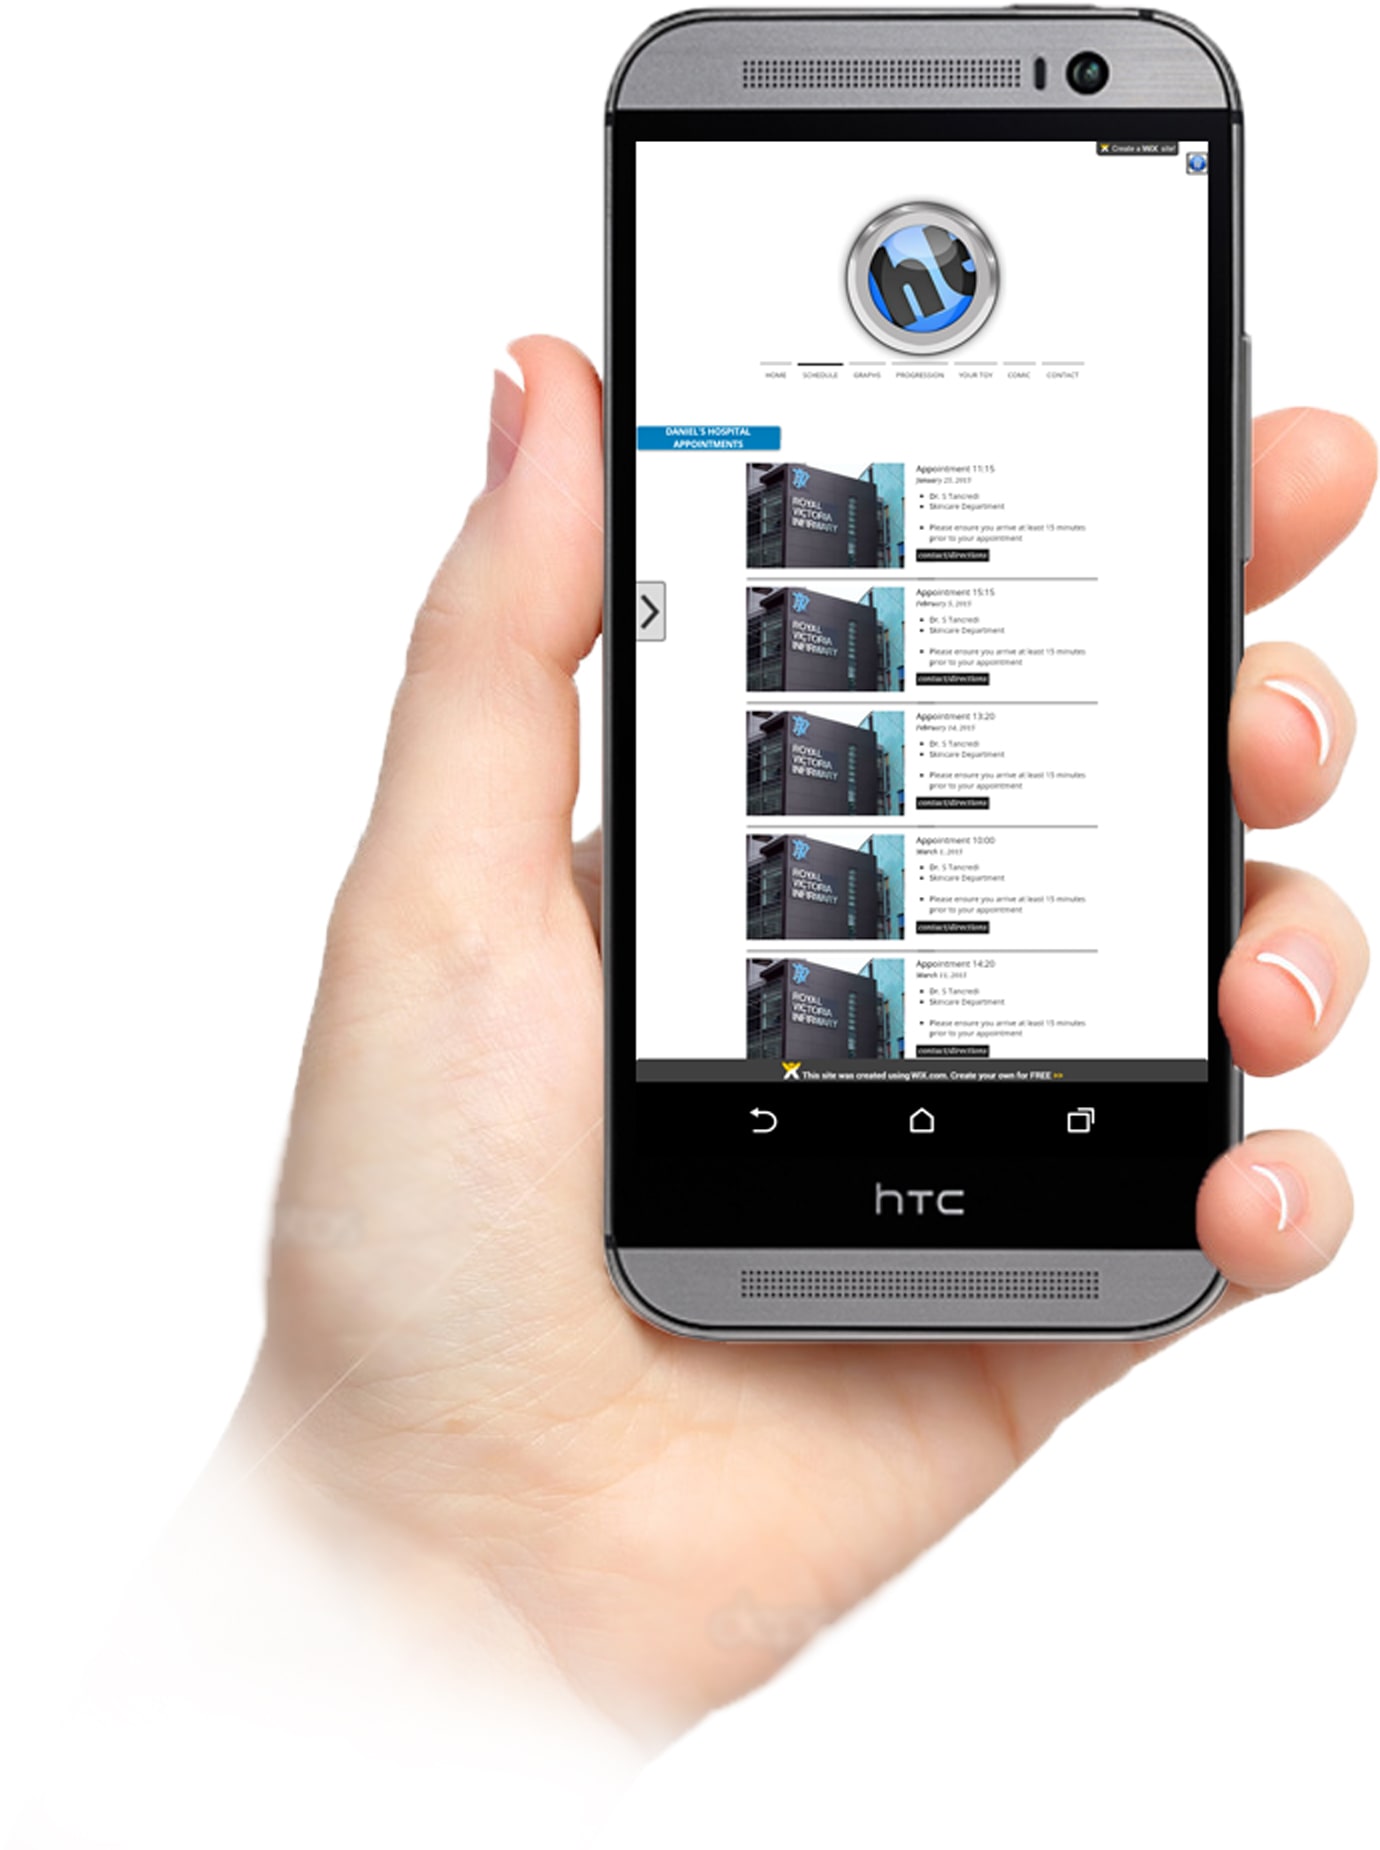 Create a WiX site!
hc
HOME SCHEDULE GRAPHS PROGRESSION YOUR TOY COMIC CONTACT
DANIEL'S HOSPITAL
APPOINTMENTS
ROYAL
VICTORIA
INFIRMARY
Appointment 11:15
January 23, 2015
• Dr. S Tancredi
• Skincare Department
• Please ensure you arrive at least 15 minutes
prior to your appointment
contact/directions
ROYAL
VICTORIA
INFIRMARY
Appointment 15:15
February 5, 2015
• Dr. S Tancredi
• Skincare Department
• Please ensure you arrive at least 15 minutes
prior to your appointment
contact/directions
ROYAL
VICTORIA
INFIRMARY
Appointment 13:20
February 14, 2015
• Dr. S Tancredi
• Skincare Department
• Please ensure you arrive at least 15 minutes
prior to your appointment
contact/directions
ROYAL
VICTORIA
INFIRMARY
Appointment 10:00
March 1, 2015
• Dr. S Tancredi
• Skincare Department
• Please ensure you arrive at least 15 minutes
prior to your appointment
contact/directions
ROYAL
VICTORIA
INFIRMARY
Appointment 14:20
March 11, 2015
• Dr. S Tancredi
• Skincare Department
• Please ensure you arrive at least 15 minutes
prior to your appointment
contact/directions
This site was created using WiX.com. Create your own for FREE >>
hTC